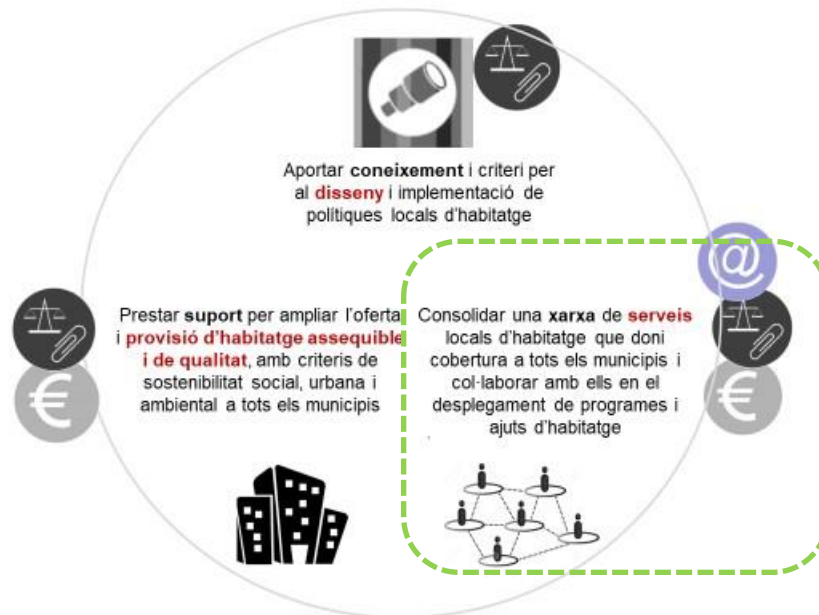 Aportar coneixement i criteri per
al disseny i implementació de
polítiques locals d'habitatge
@
Prestar suport per ampliar l'oferta
i provisió d'habitatge assequible
i de qualitat, amb criteris de
sostenibilitat social, urbana i
ambiental a tots els municipis
€
Consolidar una xarxa de serveis
locals d'habitatge que doni
cobertura a tots els municipis i
col·laborar amb ells en el
desplegament de programes i
ajuts d'habitatge
€